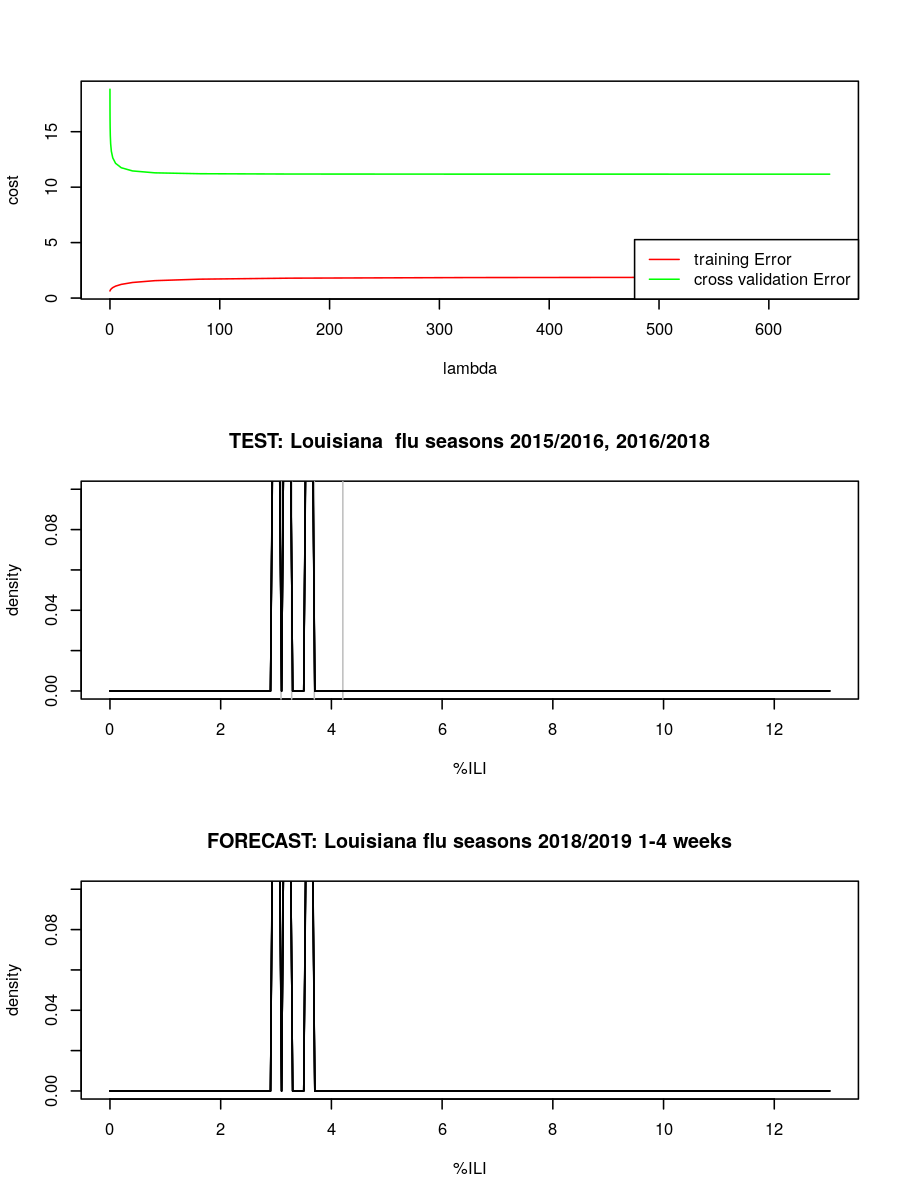 cost
15
10
5
0
training Error
cross validation Error
0 100 200 300 400 500 600
lambda
TEST: Louisiana  flu seasons 2015/2016, 2016/2018
density
0.08
0.04
0.00
0 2 4 6 8 10 12
%ILI
FORECAST: Louisiana flu seasons 2018/2019 1-4 weeks
density
0.08
0.04
0.00
0 2 4 6 8 10 12
%ILI